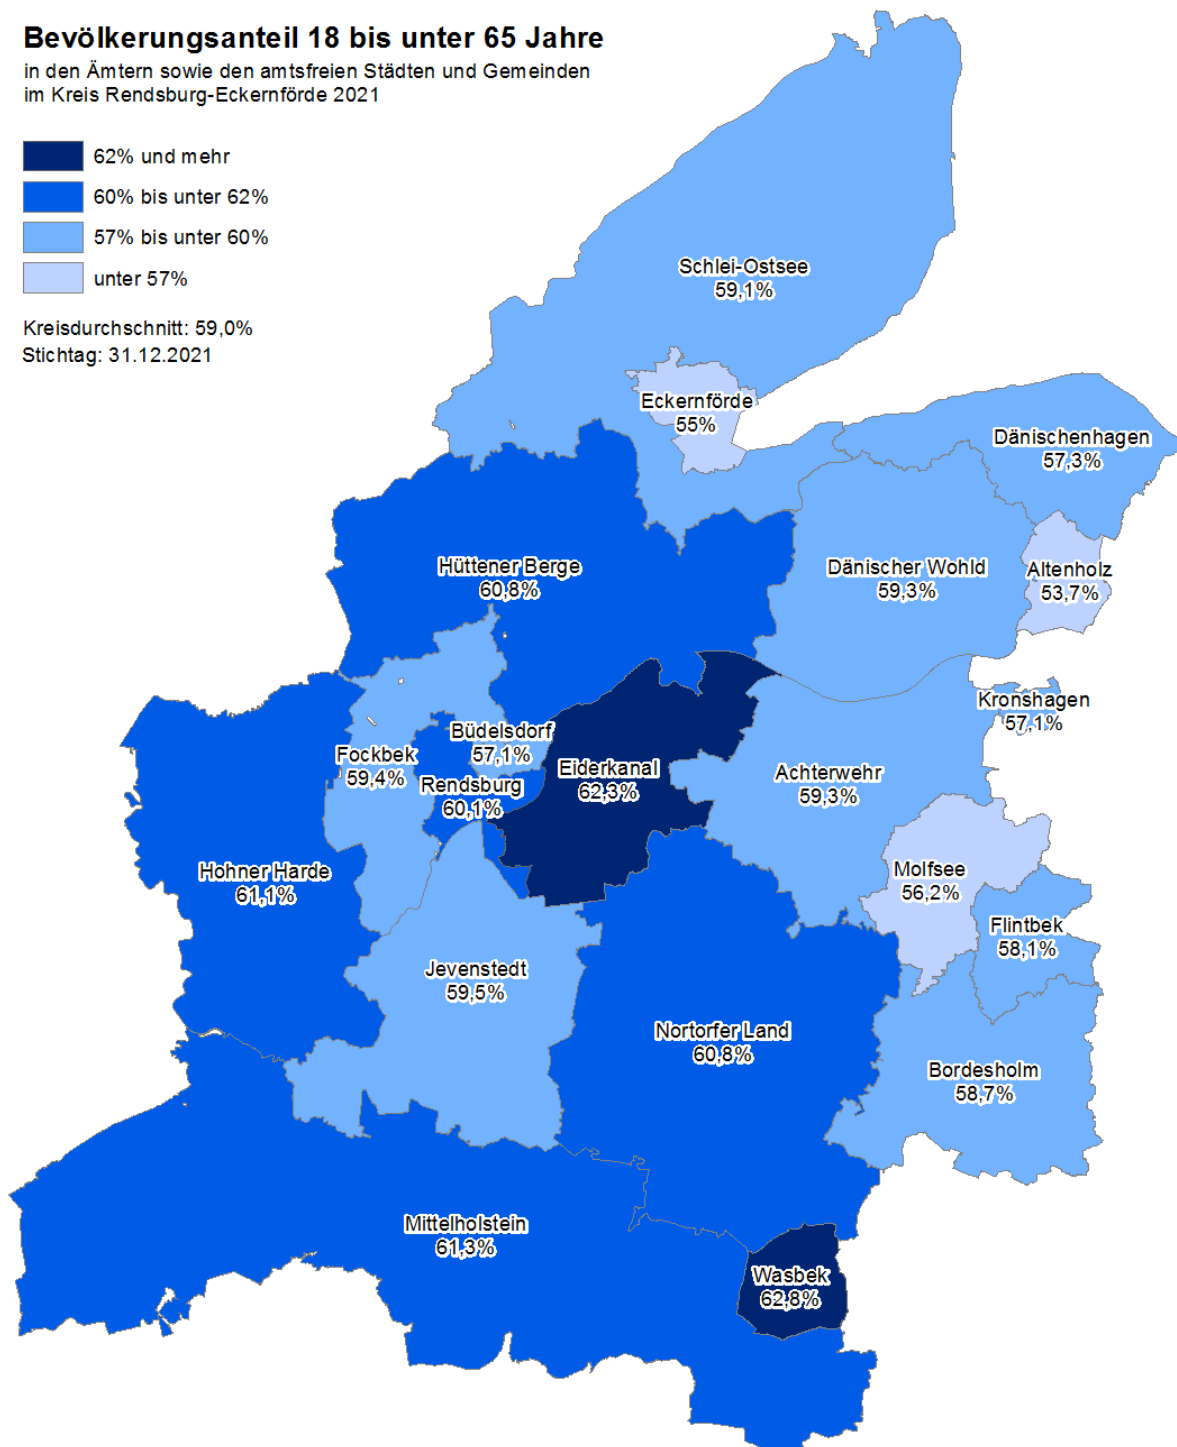 Bevölkerungsanteil 18 bis unter 65 Jahre
in den Ämtern sowie den amtsfreien Städten und Gemeinden
im Kreis Rendsburg-Eckernförde 2021
62% und mehr
60% bis unter 62%
57% bis unter 60%
unter 57%
Kreisdurchschnitt: 59,0%
Stichtag: 31.12.2021
Schlei-Ostsee
59,1%
Eckernförde
55%
Dänischenhagen
57,3%
Hüttener Berge
60,8%
Dänischer Wohld
59,3%
Altenholz
53,7%
Kronshagen
57,1%
Büdelsdorf
57,1%
Fockbek
59,4%
Rendsburg
60,1%
Eiderkanal
62,3%
Achterwehr
59,3%
Hohner Harde
61,1%
Molfsee
56,2%
Flintbek
58,1%
Jevenstedt
59,5%
Nortorfer Land
60,8%
Bordesholm
58,7%
Mittelholstein
61,3%
Wasbek
62,8%